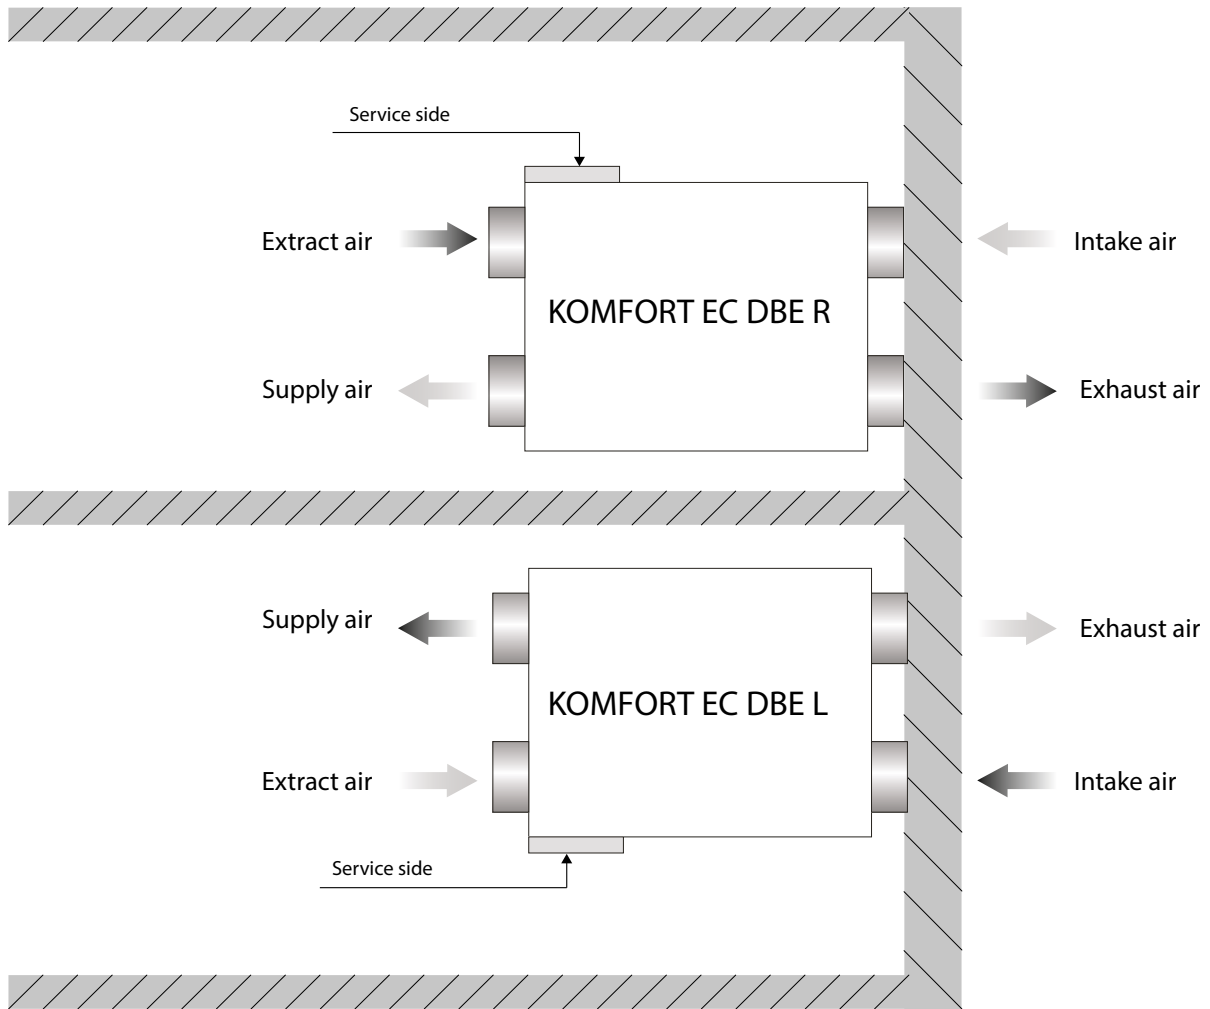 Service side
Extract air
Intake air
KOMFORT EC DBE R
Supply air
Exhaust air
Supply air
Exhaust air
KOMFORT EC DBE L
Extract air
Intake air
Service side